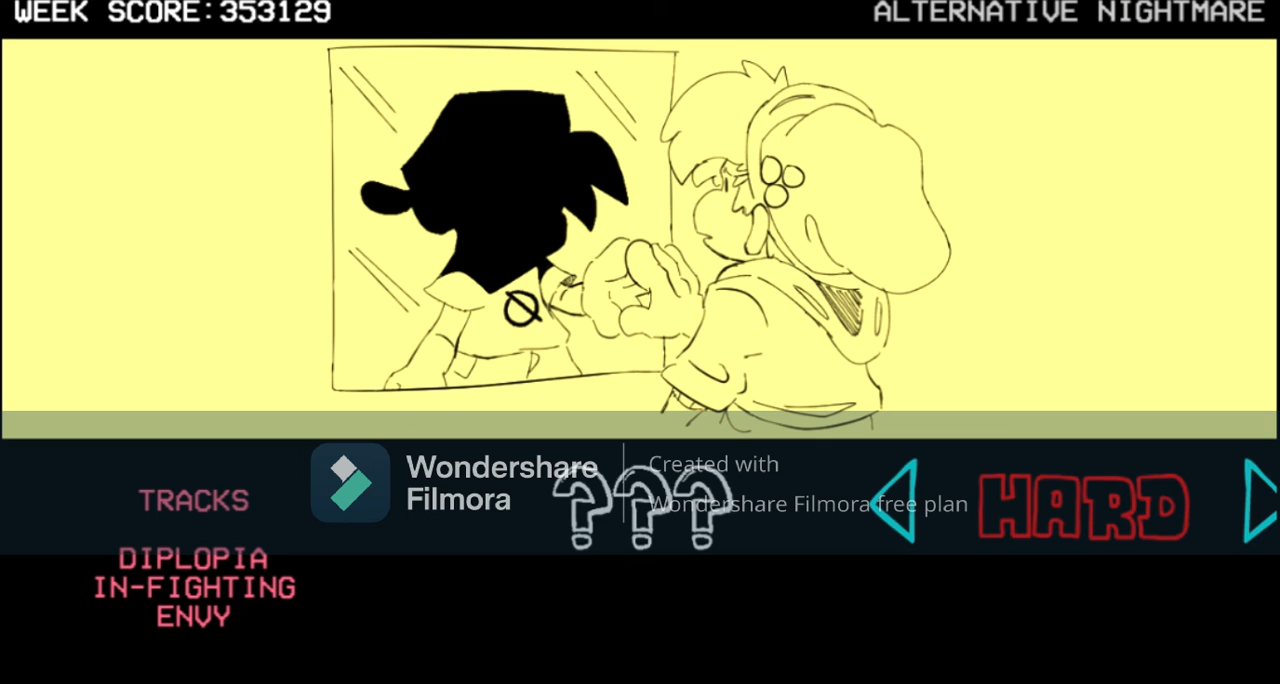 WEEK SCORE:353129
ALTERNATIVE NIGHTMARE
Ø
TRACKS
Wondershare
Filmora
Created with
Wondershare Filmora free plan
???
HARD
DIPLOPIA
IN-FIGHTING
ENVY